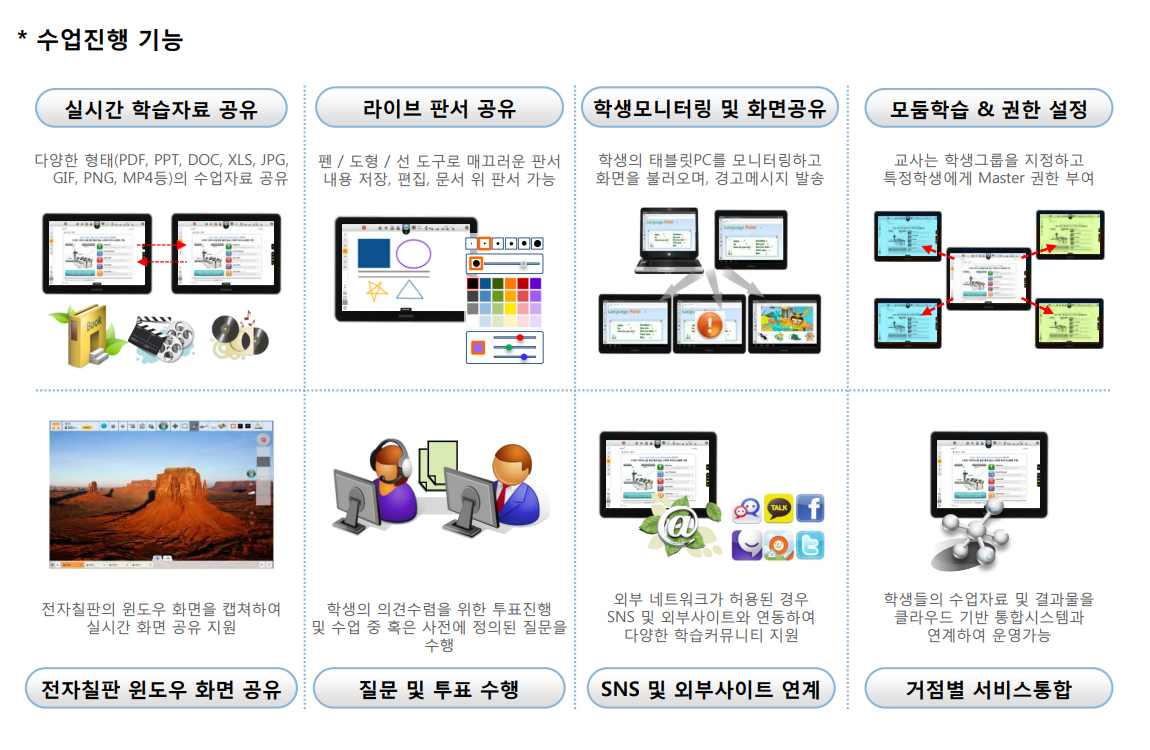 * 수업진행 기능
실시간 학습자료 공유
다양한 형태(PDF, PPT, DOC, XLS, JPG,
GIF, PNG, MP4등)의 수업자료 공유
Book
라이브 판서 공유
펜 / 도형 / 선 도구로 매끄러운 판서
내용 저장, 편집, 문서 위 판서 가능
학생모니터링 및 화면공유
학생의 태블릿PC를 모니터링하고
화면을 불러오며, 경고메시지 발송
모둠학습 & 권한 설정
교사는 학생그룹을 지정하고
특정학생에게 Master 권한 부여
전자칠판의 윈도우 화면을 캡쳐하여
실시간 화면 공유 지원
전자칠판 윈도우 화면 공유
학생의 의견수렴을 위한 투표진행
및 수업 중 혹은 사전에 정의된 질문을
수행
질문 및 투표 수행
@
TALK
f
외부 네트워크가 허용된 경우
SNS 및 외부사이트와 연동하여
다양한 학습커뮤니티 지원
SNS 및 외부사이트 연계
학생들의 수업자료 및 결과물을
클라우드 기반 통합시스템과
연계하여 운영가능
거점별 서비스통합